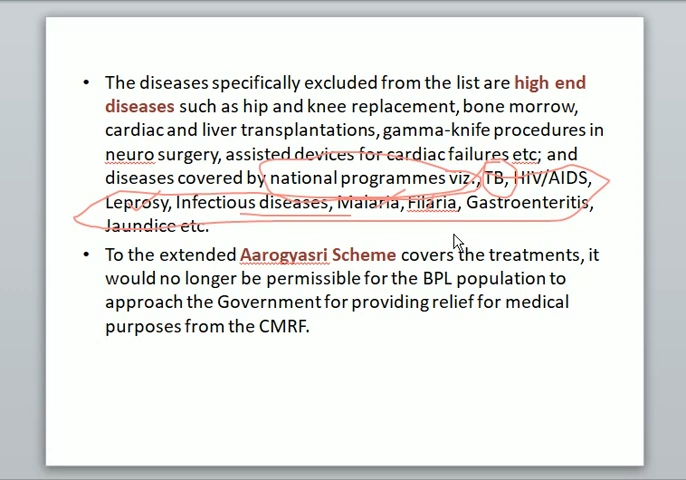 • The diseases specifically excluded from the list are high end
diseases such as hip and knee replacement, bone morrow,
cardiac and liver transplantations, gamma-knife procedures in
neuro surgery, assisted devices for cardiac failures etc; and
diseases covered by national programmes viz., TB, HIV/AIDS,
Leprosy, Infectious diseases, Malaria, Filaria, Gastroenteritis,
Jaundice etc.
• To the extended Aarogyasri Scheme covers the treatments, it
would no longer be permissible for the BPL population to
approach the Government for providing relief for medical
purposes from the CMRF.